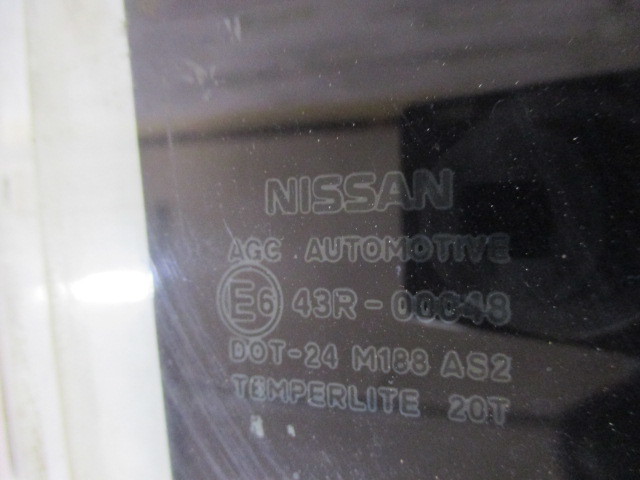 NISSAN
AGC AUTOMOTIVE
E6 43R-00048
DOT-24 M188 AS2
TEMPERLITE 20T